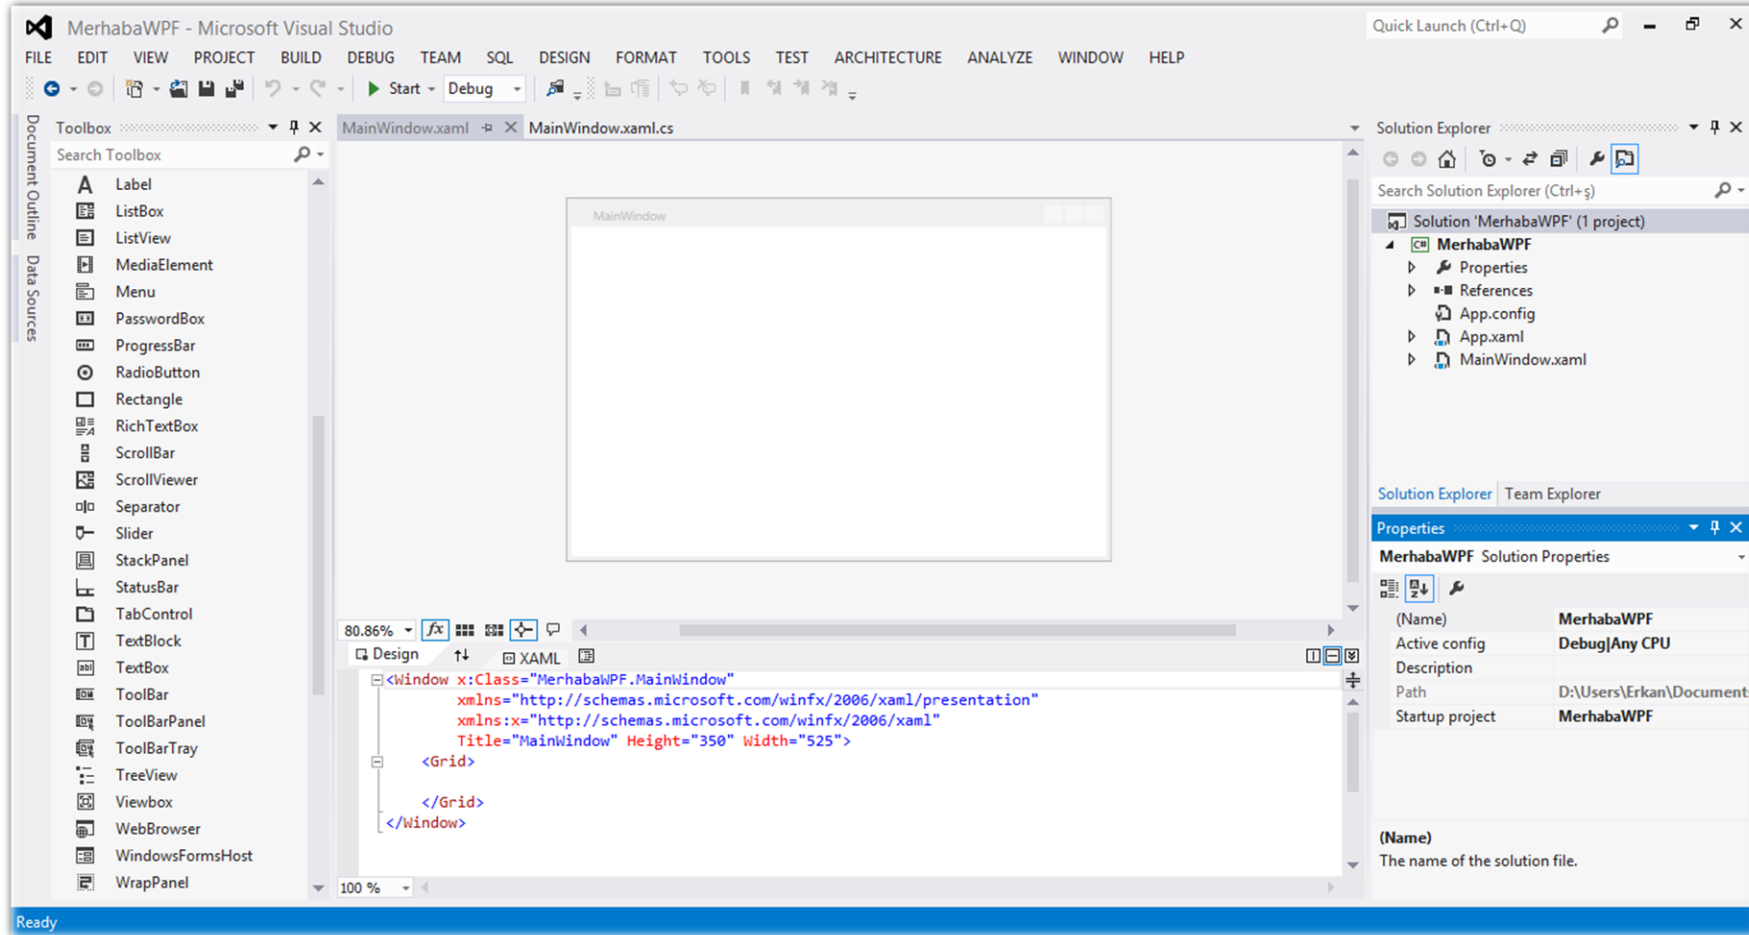 MerhabaWPF - Microsoft Visual Studio
Quick Launch (Ctrl+Q)
FILE EDIT VIEW PROJECT BUILD DEBUG TEAM SQL DESIGN FORMAT TOOLS TEST ARCHITECTURE ANALYZE WINDOW HELP
Start Debug
Document Outline
Data Sources
Toolbox
Search Toolbox
Label
ListBox
ListView
MediaElement
Menu
PasswordBox
ProgressBar
RadioButton
Rectangle
RichTextBox
ScrollBar
ScrollViewer
Separator
Slider
StackPanel
StatusBar
TabControl
TextBlock
TextBox
ToolBar
ToolBarPanel
ToolBarTray
TreeView
Viewbox
WebBrowser
WindowsFormsHost
WrapPanel
MainWindow.xaml MainWindow.xaml.cs
MainWindow
80.86% fx
Design XAML
<Window x:Class="MerhabaWPF.MainWindow"
xmlns="http://schemas.microsoft.com/winfx/2006/xaml/presentation"
xmlns:x="http://schemas.microsoft.com/winfx/2006/xaml"
Title="MainWindow" Height="350" Width="525">
<Grid>
</Grid>
</Window>
100 %
Solution Explorer
Search Solution Explorer (Ctrl+ş)
Solution 'MerhabaWPF' (1 project)
C# MerhabaWPF
Properties
References
App.config
App.xaml
MainWindow.xaml
Solution Explorer Team Explorer
Properties
MerhabaWPF Solution Properties
(Name) MerhabaWPF
Active config Debug|Any CPU
Description
Path D:\Users\Erkan\Document
Startup project MerhabaWPF
(Name)
The name of the solution file.
Ready